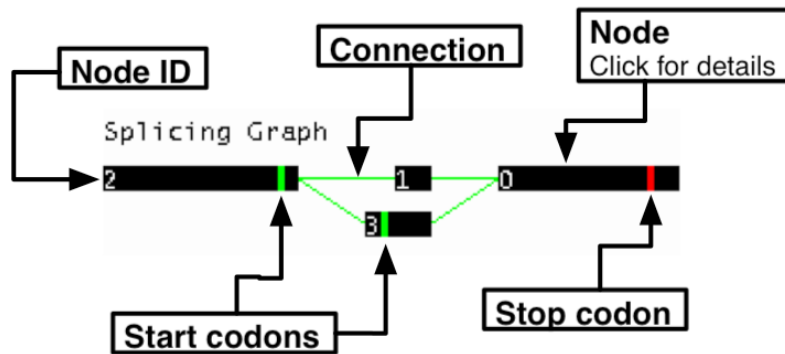 Connection
Node
Click for details
Node ID
Splicing Graph
2
1
0
3
Start codons
Stop codon